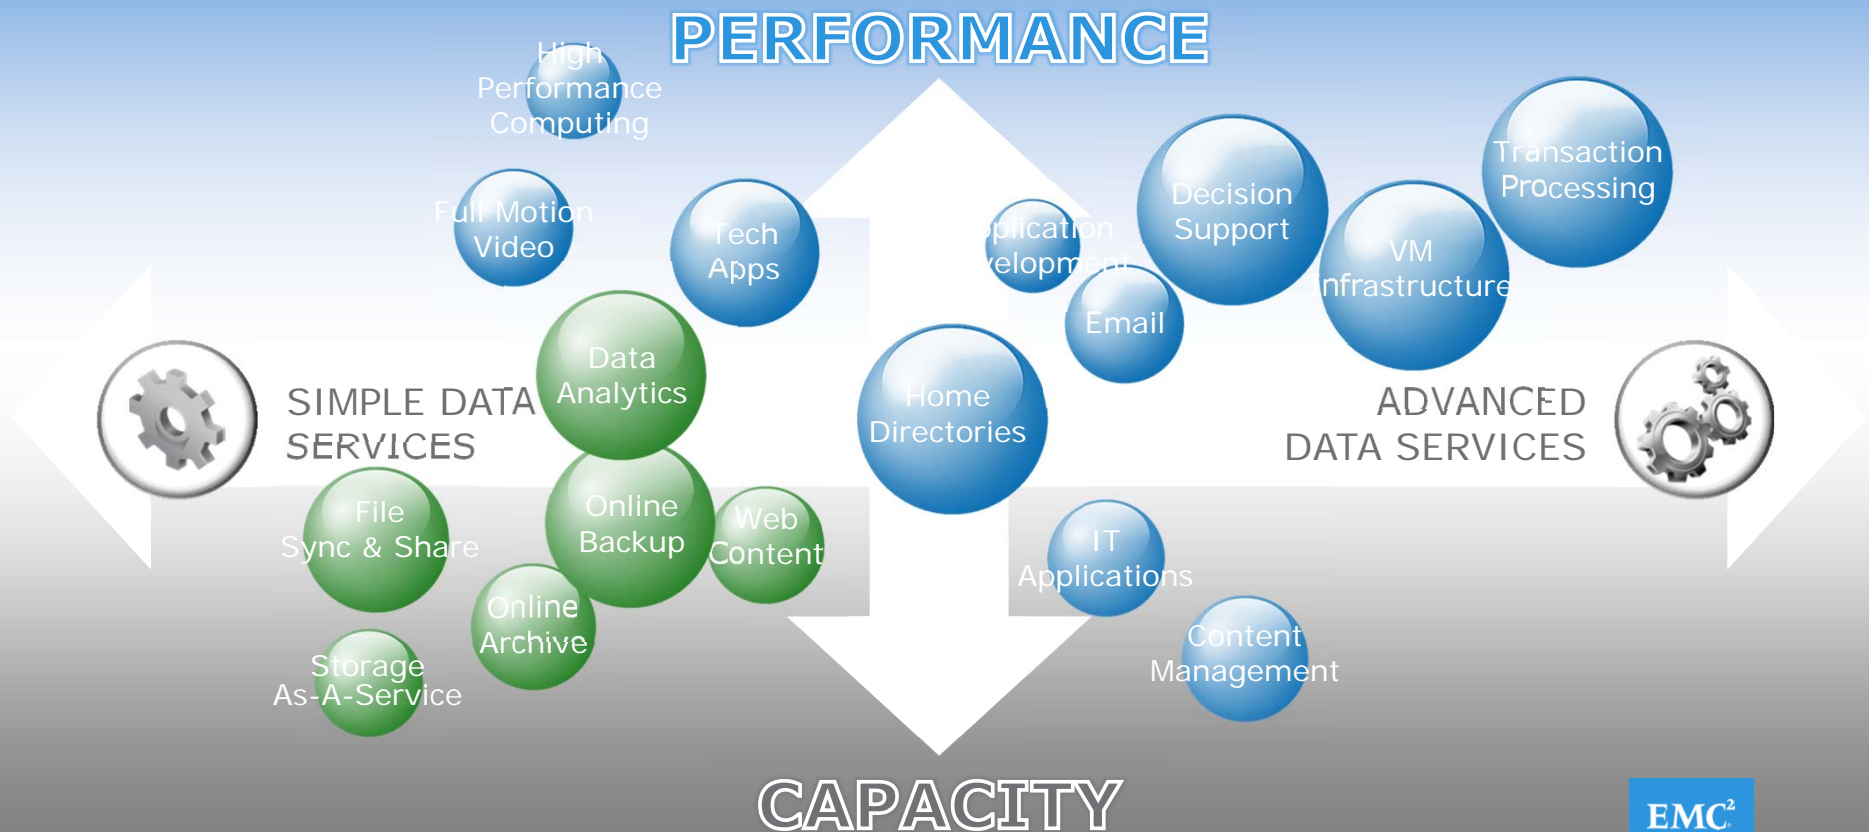 PERFORMANCE
High
Performance
Computing
Full Motion
Video
Tech
Apps
Decision
Support
Transaction
Processing
VM
Infrastructure
Email
Data
Analytics
Home
Directories
SIMPLE DATA
SERVICES
ADVANCED
DATA SERVICES
File
Sync & Share
Online
Backup
Web
Content
Online
Archive
Storage
As-A-Service
IT
Applications
Content
Management
CAPACITY
EMC²